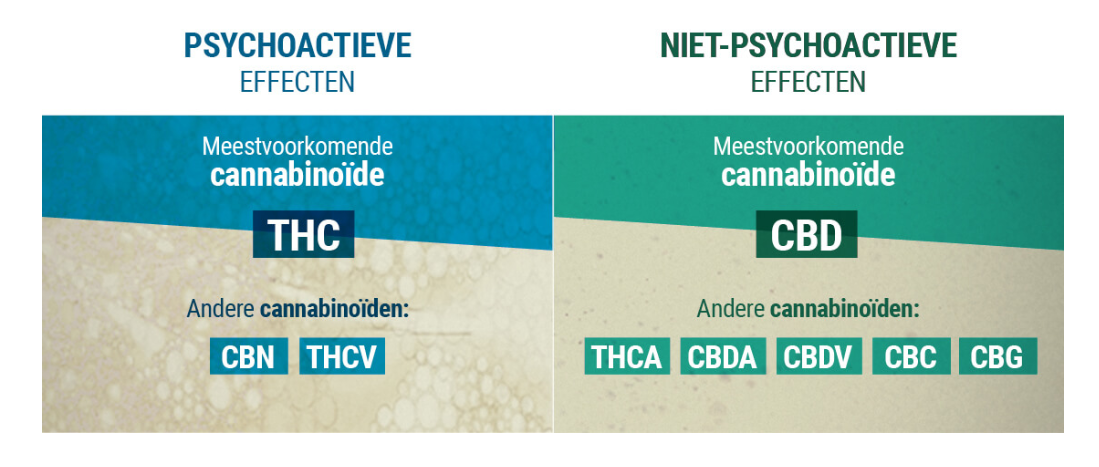 PSYCHOACTIEVE
EFFECTEN
Meestvoorkomende
cannabinoïde
THC
Andere cannabinoïden:
CBN THCV
NIET-PSYCHOACTIEVE
EFFECTEN
Meestvoorkomende
cannabinoïde
CBD
Andere cannabinoïden:
THCA CBDA CBDV CBC CBG